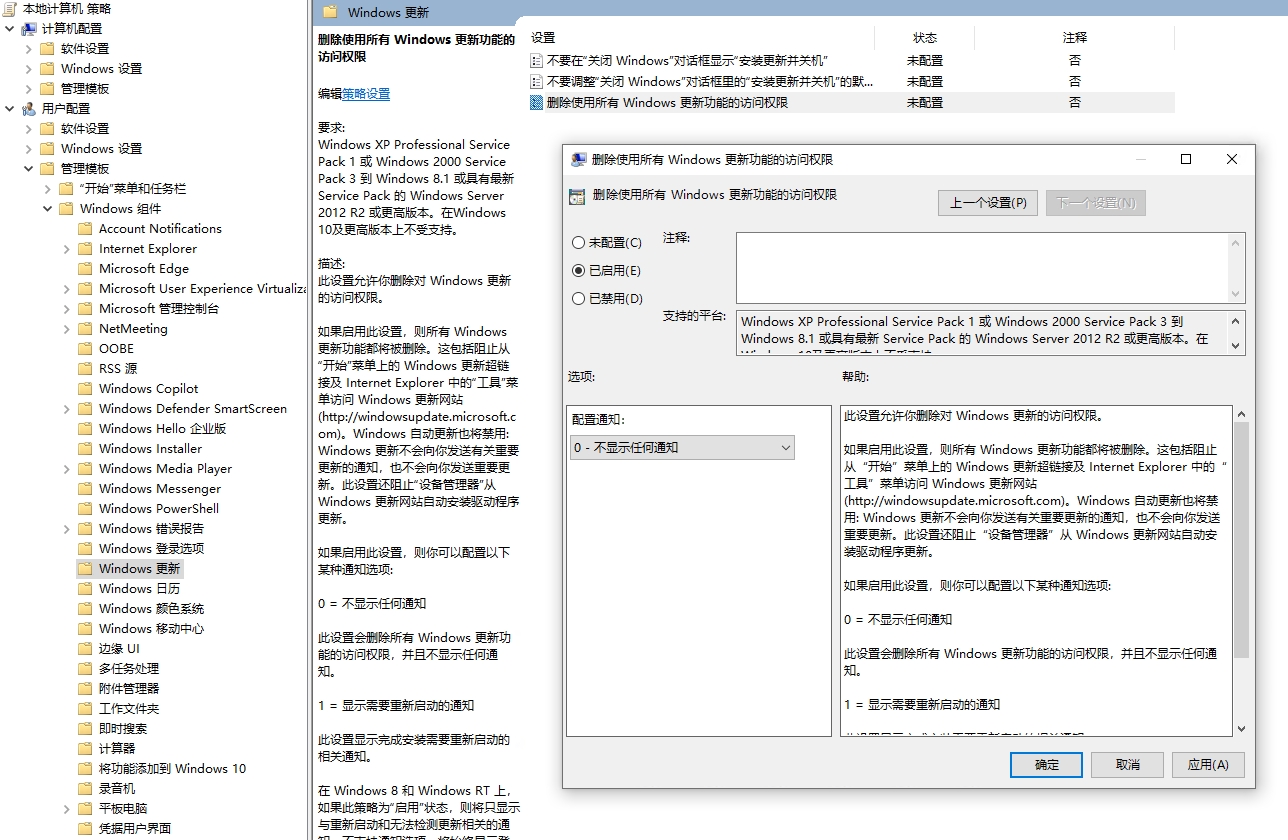 本地计算机 策略
计算机配置
软件设置
Windows 设置
管理模板
用户配置
软件设置
Windows 设置
管理模板
“开始”菜单和任务栏
Windows 组件
Account Notifications
Internet Explorer
Microsoft Edge
Microsoft User Experience Virtualiza
Microsoft 管理控制台
NetMeeting
OOBE
RSS 源
Windows Copilot
Windows Defender SmartScreen
Windows Hello 企业版
Windows Installer
Windows Media Player
Windows Messenger
Windows PowerShell
Windows 错误报告
Windows 登录选项
Windows 更新
Windows 日历
Windows 颜色系统
Windows 移动中心
边缘 UI
多任务处理
附件管理器
工作文件夹
即时搜索
计算器
将功能添加到 Windows 10
录音机
平板电脑
凭据用户界面
Windows 更新
删除使用所有 Windows 更新功能的
访问权限
编辑策略设置
要求:
Windows XP Professional Service
Pack 1 或 Windows 2000 Service
Pack 3 到 Windows 8.1 或具有最新
Service Pack 的 Windows Server
2012 R2 或更高版本。在Windows
10及更高版本上不受支持。
描述:
此设置允许你删除对 Windows 更新
的访问权限。
如果启用此设置，则所有 Windows
更新功能都将被删除。这包括阻止从
“开始”菜单上的 Windows 更新超链
接及 Internet Explorer 中的“工具”菜
单访问 Windows 更新网站
(http://windowsupdate.microsoft.c
om)。Windows 自动更新也将禁用:
Windows 更新不会向你发送有关重要
更新的通知，也不会向你发送重要更
新。此设置还阻止“设备管理器”从
Windows 更新网站自动安装驱动程序
更新。
如果启用此设置，则你可以配置以下
某种通知选项:
0 = 不显示任何通知
此设置会删除所有 Windows 更新功
能的访问权限，并且不显示任何通
知。
1 = 显示需要重新启动的通知
此设置显示完成安装需要重新启动的
相关通知。
在 Windows 8 和 Windows RT 上，
如果此策略为“启用”状态，则将只显示
与重新启动和无法检测更新相关的通
设置 状态 注释
不要在“关闭 Windows”对话框显示“安装更新并关机” 未配置 否
不要调整“关闭 Windows”对话框里的“安装更新并关机”的默... 未配置 否
删除使用所有 Windows 更新功能的访问权限 未配置 否
删除使用所有 Windows 更新功能的访问权限
删除使用所有 Windows 更新功能的访问权限
上一个设置(P) 下一个设置(N)
未配置(C) 注释:
已启用(E)
已禁用(D)
支持的平台:
Windows XP Professional Service Pack 1 或 Windows 2000 Service Pack 3 到
Windows 8.1 或具有最新 Service Pack 的 Windows Server 2012 R2 或更高版本。在
Windows 10及更高版本上不受支持
选项: 帮助:
配置通知:
0 - 不显示任何通知
此设置允许你删除对 Windows 更新的访问权限。
如果启用此设置，则所有 Windows 更新功能都将被删除。这包括阻止
从“开始”菜单上的 Windows 更新超链接及 Internet Explorer 中的“
工具”菜单访问 Windows 更新网站
(http://windowsupdate.microsoft.com)。Windows 自动更新也将禁
用: Windows 更新不会向你发送有关重要更新的通知，也不会向你发送
重要更新。此设置还阻止“设备管理器”从 Windows 更新网站自动安
装驱动程序更新。
如果启用此设置，则你可以配置以下某种通知选项:
0 = 不显示任何通知
此设置会删除所有 Windows 更新功能的访问权限，并且不显示任何通
知。
1 = 显示需要重新启动的通知
确定 取消 应用(A)